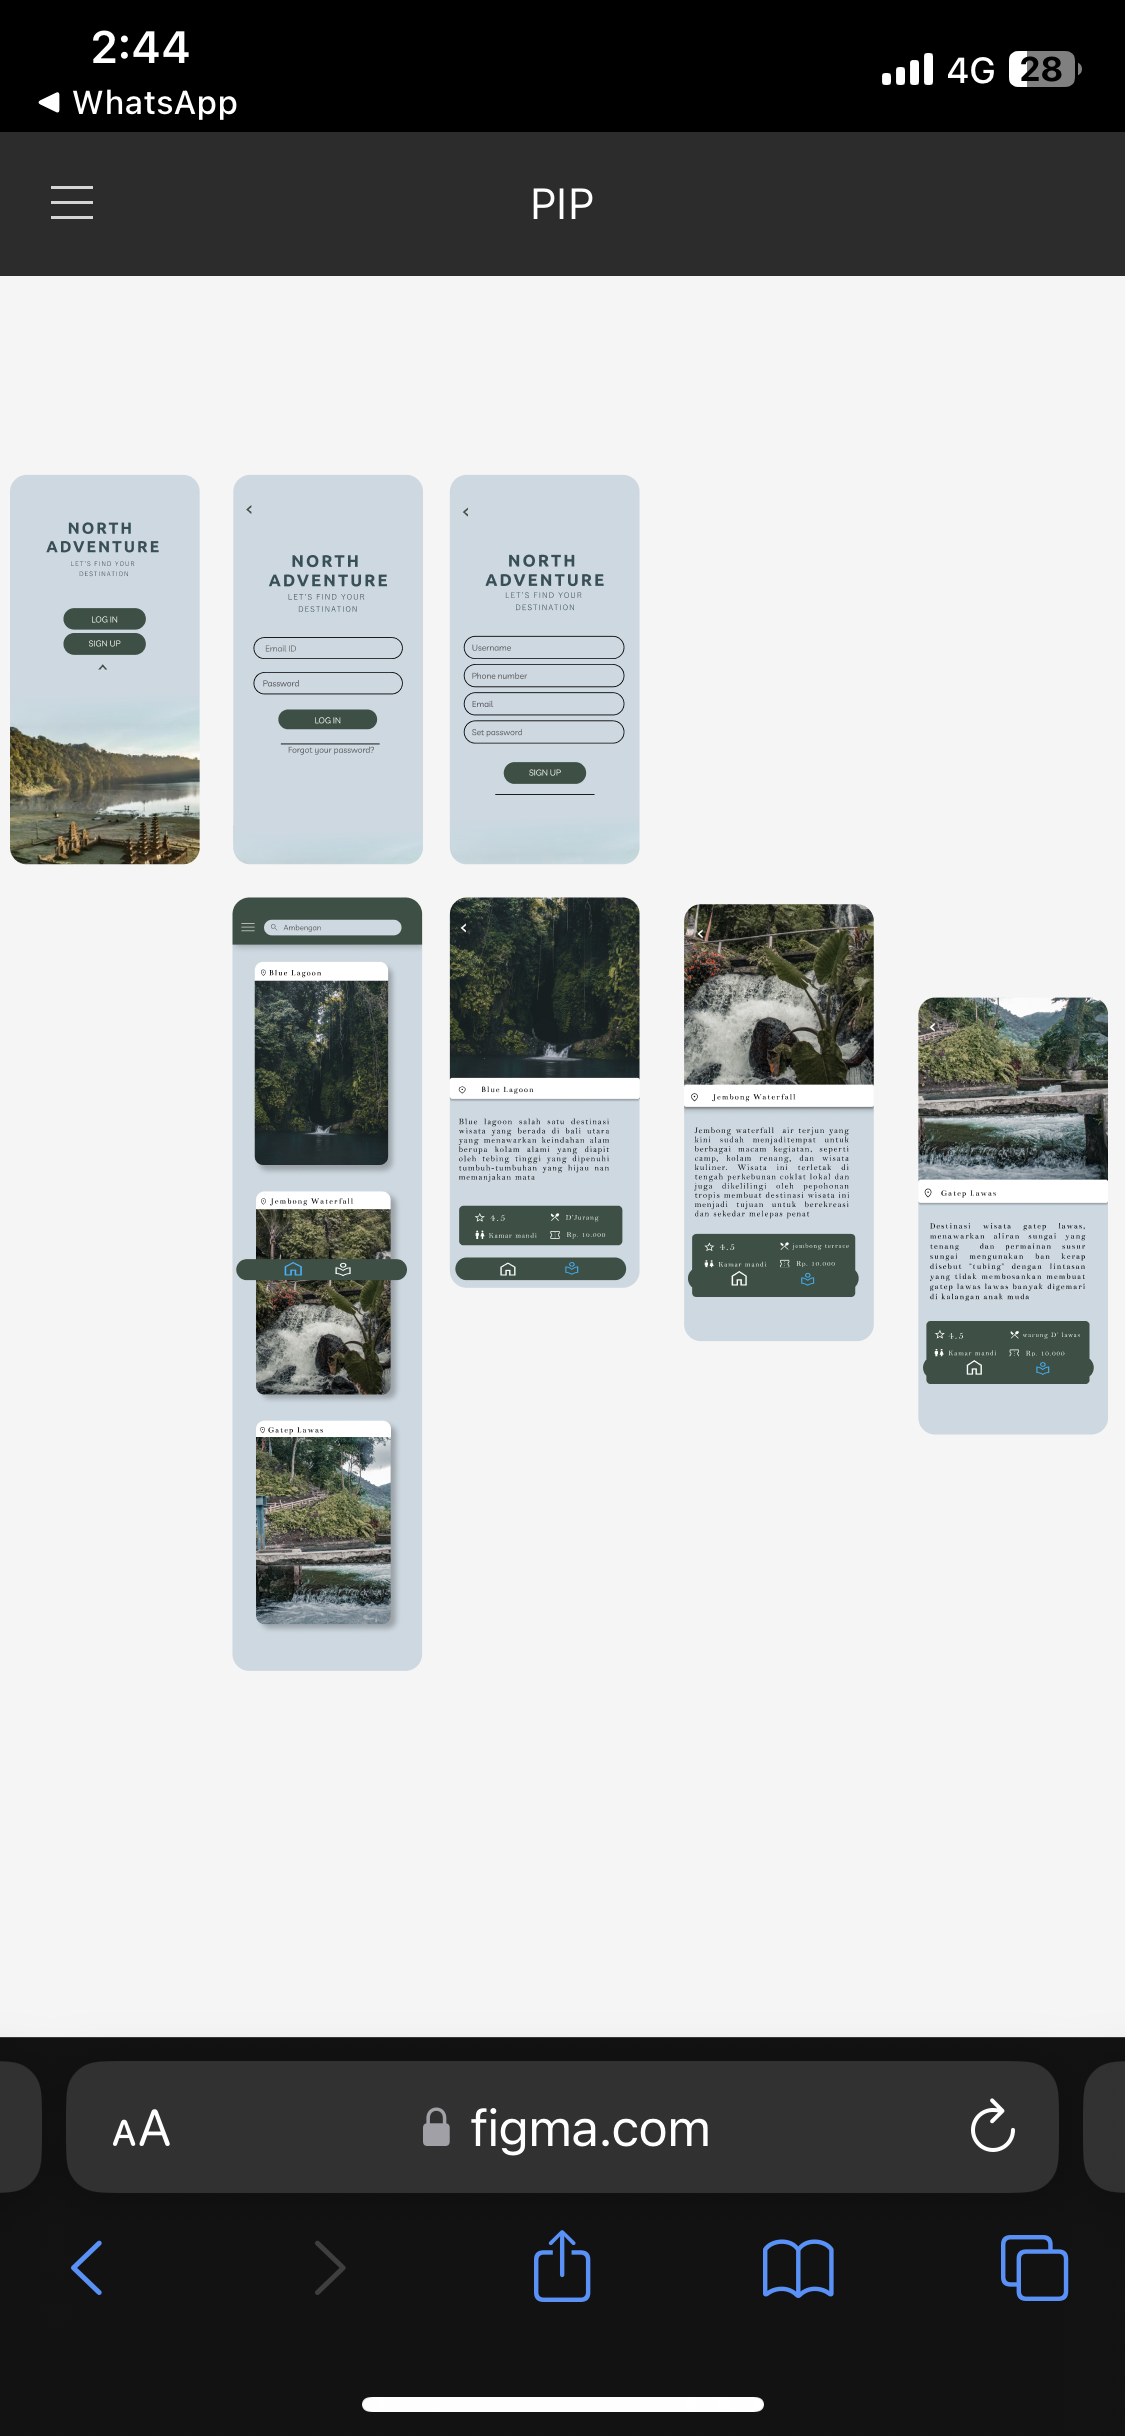 2:44
WhatsApp
4G
28
PIP
NORTH
ADVENTURE
LET'S FIND YOUR
DESTINATION
LOG IN
SIGN UP
NORTH
ADVENTURE
LET'S FIND YOUR
DESTINATION
Email ID
Password
LOG IN
Forgot your password?
NORTH
ADVENTURE
LET'S FIND YOUR
DESTINATION
Username
Phone number
Email
Set password
SIGN UP
Ambengan
Blue Lagoon
Jembong Waterfall
Gatep Lawas
Blue Lagoon
Blue lagoon salah satu destinasi
wisata yang berada di bali utara
yang menawarkan keindahan alam
berupa kolam alami yang diapit
oleh tebing tinggi yang dipenuhi
tumbuh-tumbuhan yang hijau nan
memanjakan mata
4.5
D'Jurang
Kamar mandi
Rp. 10.000
Jembong Waterfall
Jembong waterfall air terjun yang
kini sudah menjaditempat untuk
berbagai macam kegiatan, seperti
camp, kolam renang, dan wisata
kuliner. Wisata ini terletak di
tengah perkebunan coklat lokal dan
juga dikelilingi oleh pepohonan
tropis membuat destinasi wisata ini
menjadi tujuan untuk berekreasi
dan sekedar melepas penat
4.5
jembong terrace
Kamar mandi
Rp. 10.000
Gatep Lawas
Destinasi wisata gatep lawas,
menawarkan aliran sungai yang
tenang dan permainan susur
sungai mengunakan ban kerap
disebut "tubing" dengan lintasan
yang tidak membosankan membuat
gatep lawas lawas banyak digemari
di kalangan anak muda
4.5
warung D' lawas
Kamar mandi
Rp. 10.000
AA
figma.com